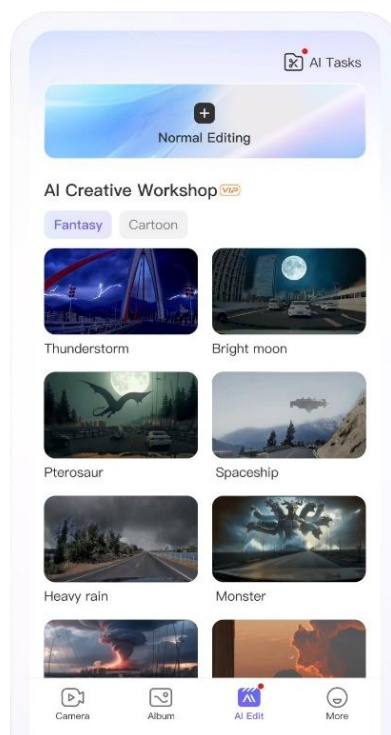 AI Tasks
Normal Editing
AI Creative Workshop VIP
Fantasy Cartoon
Thunderstorm Bright moon
Pterosaur Spaceship
Heavy rain Monster
Camera Album AI Edit More